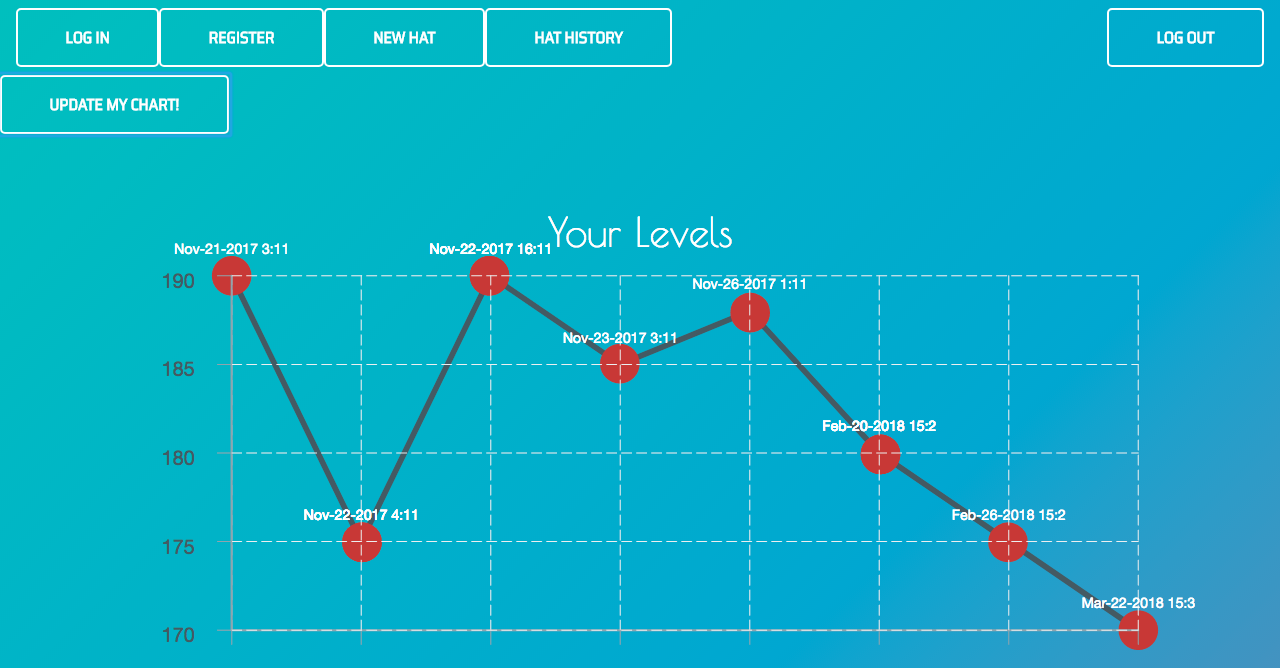 LOG IN
REGISTER
NEW HAT
HAT HISTORY
LOG OUT
UPDATE MY CHART!
Your Levels
Nov-21-2017 3:11
Nov-22-2017 16:11
190
Nov-26-2017 1:11
Nov-23-2017 3:11
185
Feb-20-2018 15:2
180
Nov-22-2017 4:11
Feb-26-2018 15:2
175
Mar-22-2018 15:3
170